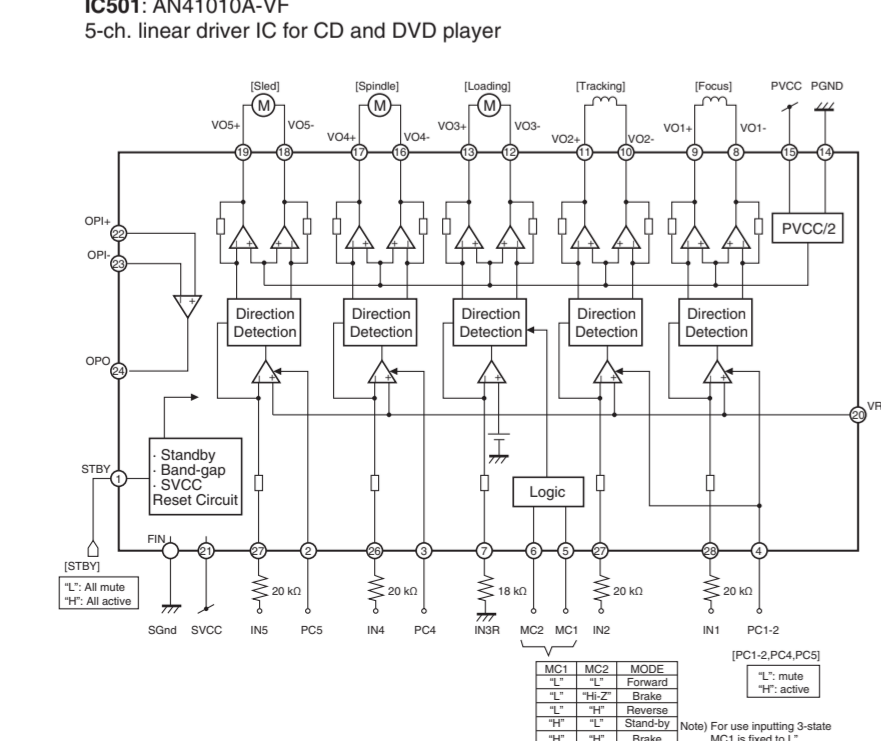 IC501: AN41010A-VF
5-ch. linear driver IC for CD and DVD player
[Sled] [Spindle] [Loading] [Tracking] [Focus] PVCC PGND
M M M
VO5+ VO5- VO4+ VO4- VO3+ VO3- VO2+ VO2- VO1+ VO1-
19 18 17 16 13 12 11 10 9 8 15 14
OPI+
22
OPI-
23
PVCC/2
Direction Detection
Direction Detection
Direction Detection
Direction Detection
Direction Detection
OPO
24
20 VR
· Standby
· Band-gap
· SVCC
Reset Circuit
STBY
1
Logic
FIN
21 27 2 26 3 7 6 5 27 28 4
[STBY]
"L": All mute
"H": All active
20 kΩ 20 kΩ 18 kΩ 20 kΩ 20 kΩ
SGnd SVCC IN5 PC5 IN4 PC4 IN3R MC2 MC1 IN2 IN1 PC1-2
[PC1-2,PC4,PC5]
"L": mute
"H": active
MC1 MC2 MODE
"L" "L" Forward
"L" "Hi-Z" Brake
"L" "H" Reverse
"H" "L" Stand-by
"H" "H" Brake
Note) For use inputting 3-state
MC1 is fixed to L"